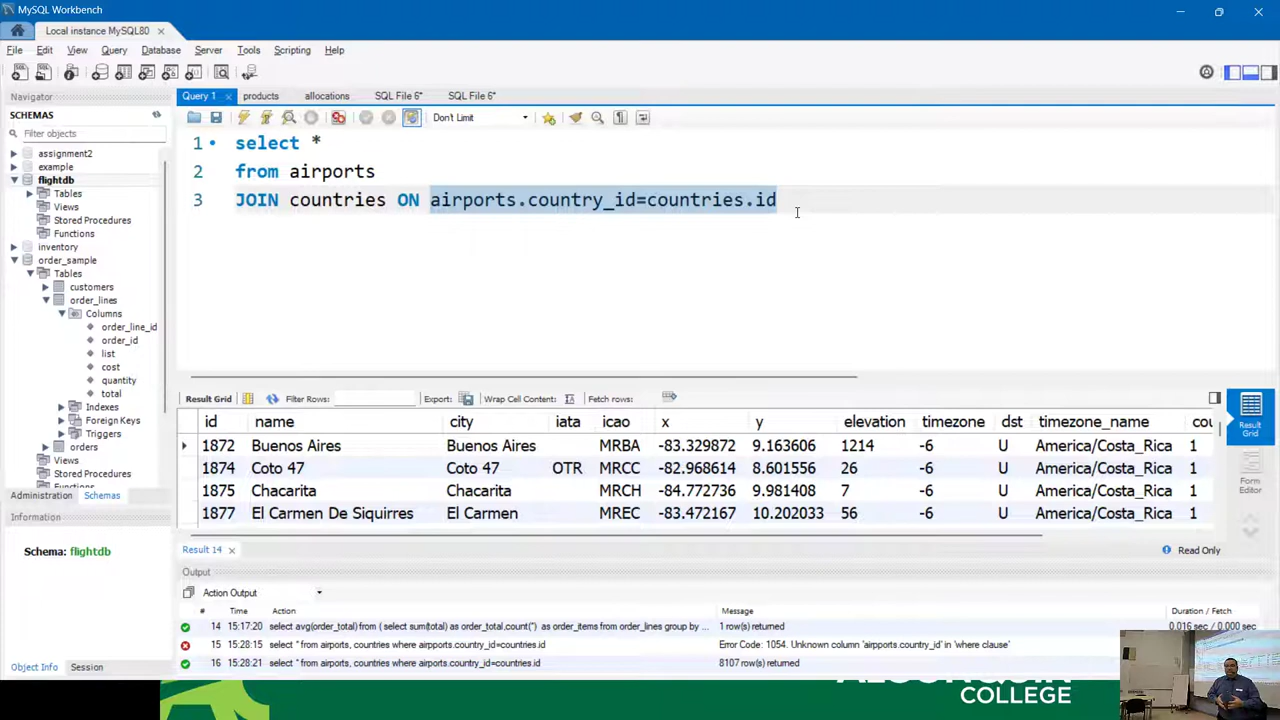 MySQL Workbench
Local instance MySQL80
File Edit View Query Database Server Tools Scripting Help
Navigator
SCHEMAS
Filter objects
assignment2
example
flightdb
Tables
Views
Stored Procedures
Functions
inventory
order_sample
Tables
customers
order_lines
Columns
order_line_id
order_id
list
cost
quantity
total
Indexes
Foreign Keys
Triggers
orders
Views
Stored Procedures
Administration Schemas
Information
Schema: flightdb
Object Info Session
Query 1 products allocations SQL File 6* SQL File 6*
Don't Limit
1 select *
2 from airports
3 JOIN countries ON airports.country_id=countries.id
Result Grid Filter Rows: Export: Wrap Cell Content: Fetch rows:
id name city iata icao x y elevation timezone dst timezone_name cou
1872 Buenos Aires Buenos Aires MRBA -83.329872 9.163606 1214 -6 U America/Costa_Rica 1
1874 Coto 47 Coto 47 OTR MRCC -82.968614 8.601556 26 -6 U America/Costa_Rica 1
1875 Chacarita Chacarita MRCH -84.772736 9.981408 7 -6 U America/Costa_Rica 1
1877 El Carmen De Siquirres El Carmen MREC -83.472167 10.202033 56 -6 U America/Costa_Rica 1
Result Grid
Form Editor
Result 14
Read Only
Output
Action Output
# Time Action Message Duration / Fetch
14 15:17:20 select avg(order_total) from ( select sum(total) as order_total,count(*) as order_items from order_lines group by ... 1 row(s) returned 0.016 sec / 0.000 sec
15 15:28:15 select * from airports, countries where airpports.country_id=countries.id Error Code: 1054. Unknown column 'airpports.country_id' in 'where clause'
16 15:28:21 select * from airports, countries where airports.country_id=countries.id 8107 row(s) returned
COLLEGE